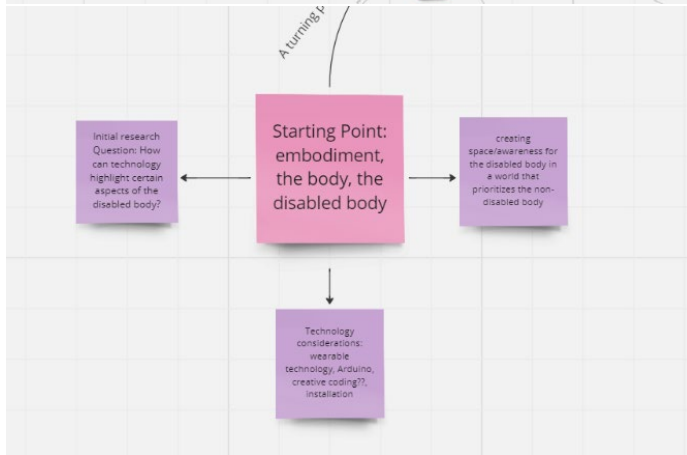 A turning p
Starting Point:
embodiment,
the body, the
disabled body
Initial research
Question: How
can technology
highlight certain
aspects of the
disabled body?
creating
space/awareness for
the disabled body in
a world that
prioritizes the non-
disabled body
Technology
considerations:
wearable
technology, Arduino,
creative coding??,
installation